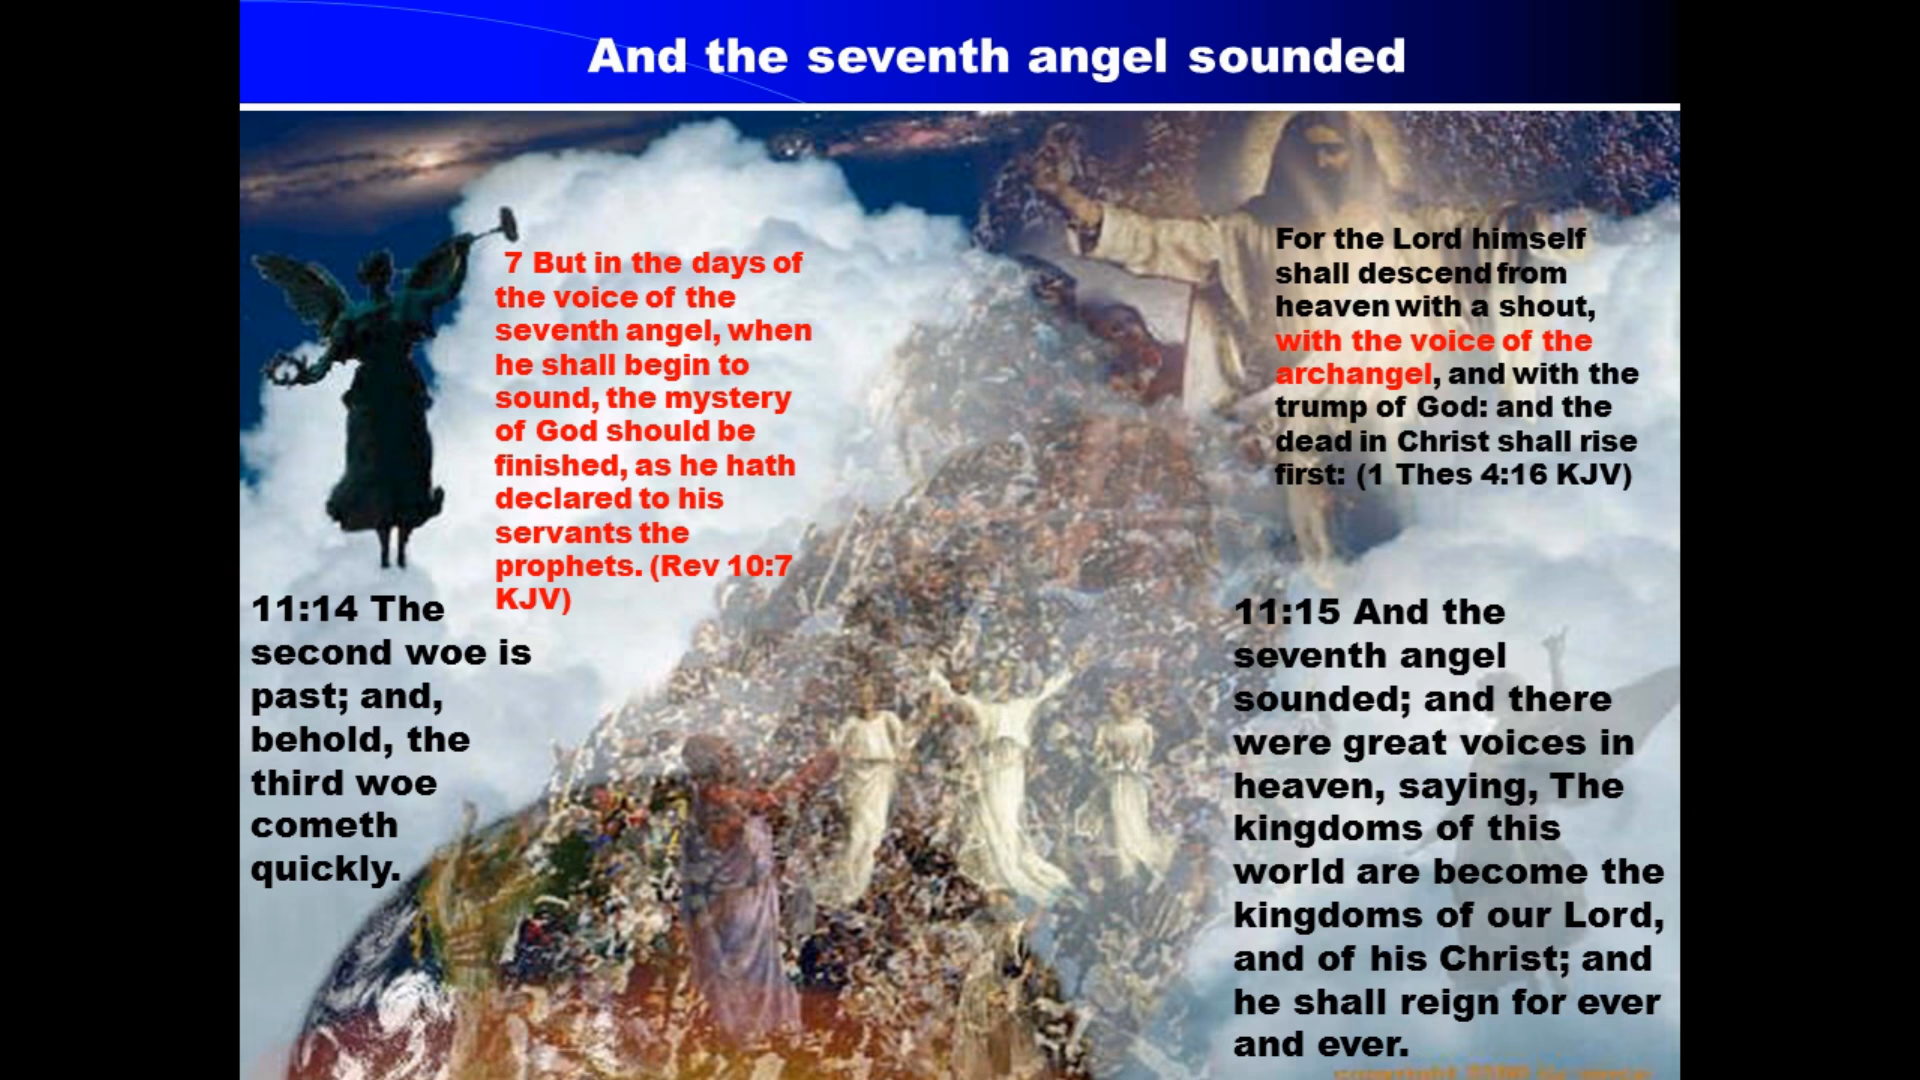 And the seventh angel sounded
7 But in the days of
the voice of the
seventh angel, when
he shall begin to
sound, the mystery
of God should be
finished, as he hath
declared to his
servants the
prophets. (Rev 10:7
KJV)
For the Lord himself
shall descend from
heaven with a shout,
with the voice of the
archangel, and with the
trump of God: and the
dead in Christ shall rise
first: (1 Thes 4:16 KJV)
11:14 The
second woe is
past; and,
behold, the
third woe
cometh
quickly.
11:15 And the
seventh angel
sounded; and there
were great voices in
heaven, saying, The
kingdoms of this
world are become the
kingdoms of our Lord,
and of his Christ; and
he shall reign for ever
and ever.
copyright